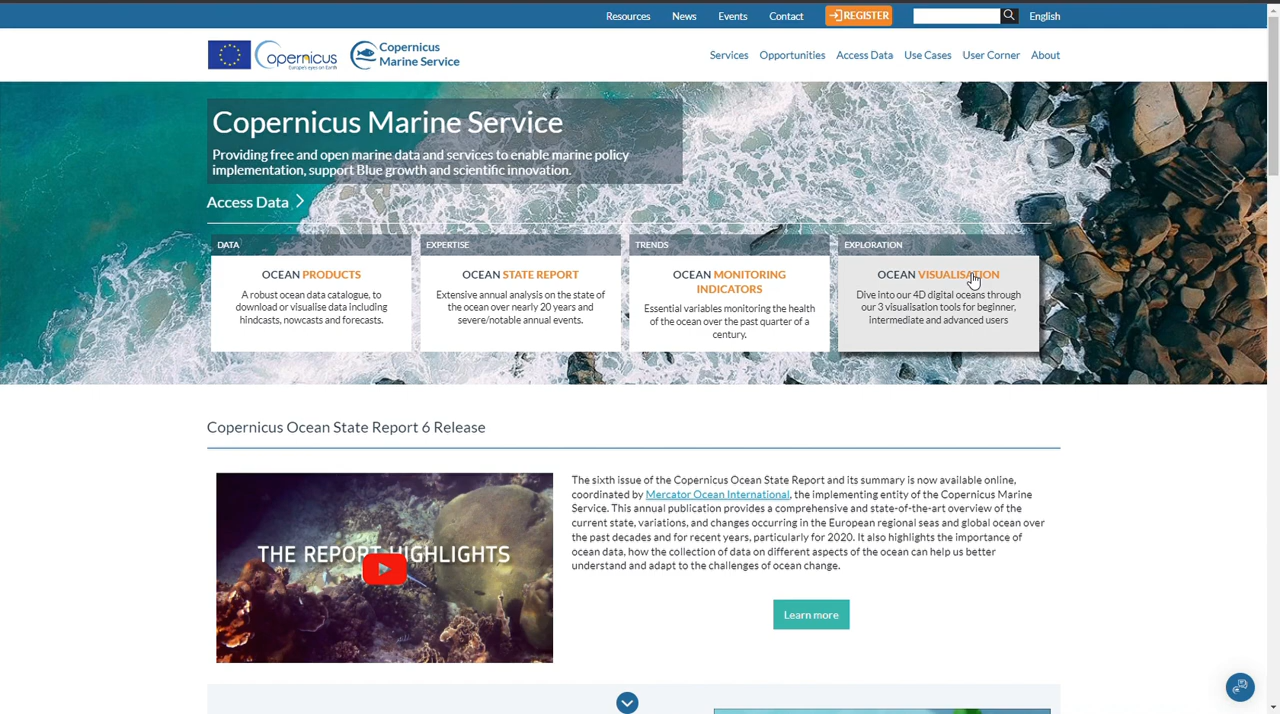 Resources News Events Contact REGISTER English
Copernicus
Europe's eyes on Earth
Copernicus
Marine Service
Services Opportunities Access Data Use Cases User Corner About
Copernicus Marine Service
Providing free and open marine data and services to enable marine policy
implementation, support Blue growth and scientific innovation.
Access Data
DATA
OCEAN PRODUCTS
A robust ocean data catalogue, to
download or visualise data including
hindcasts, nowcasts and forecasts.
EXPERTISE
OCEAN STATE REPORT
Extensive annual analysis on the state of
the ocean over nearly 20 years and
severe/notable annual events.
TRENDS
OCEAN MONITORING
INDICATORS
Essential variables monitoring the health
of the ocean over the past quarter of a
century.
EXPLORATION
OCEAN VISUALISATION
Dive into our 4D digital oceans through
our 3 visualisation tools for beginner,
intermediate and advanced users
Copernicus Ocean State Report 6 Release
THE REPORT HIGHLIGHTS
The sixth issue of the Copernicus Ocean State Report and its summary is now available online,
coordinated by Mercator Ocean International, the implementing entity of the Copernicus Marine
Service. This annual publication provides a comprehensive and state-of-the-art overview of the
current state, variations, and changes occurring in the European regional seas and global ocean over
the past decades and for recent years, particularly for 2020. It also highlights the importance of
ocean data, how the collection of data on different aspects of the ocean can help us better
understand and adapt to the challenges of ocean change.
Learn more